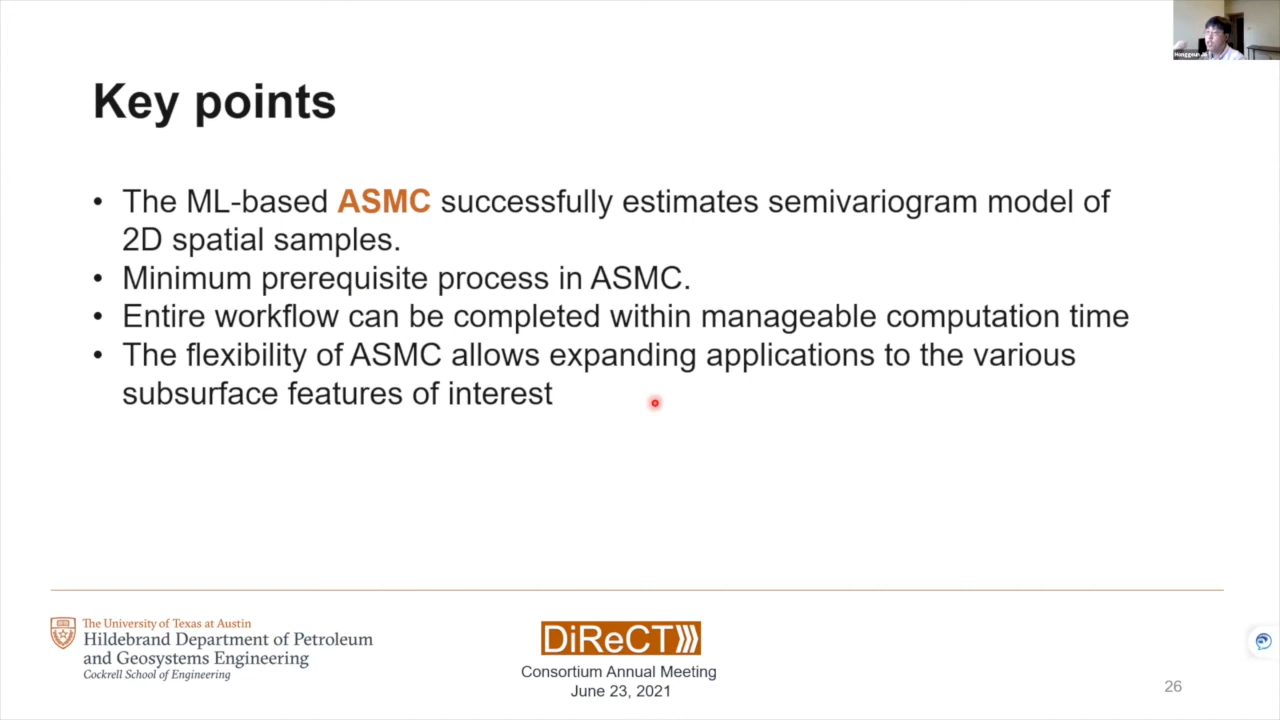 Key points
• The ML-based ASMC successfully estimates semivariogram model of
2D spatial samples.
• Minimum prerequisite process in ASMC.
• Entire workflow can be completed within manageable computation time
• The flexibility of ASMC allows expanding applications to the various
subsurface features of interest
The University of Texas at Austin
Hildebrand Department of Petroleum
and Geosystems Engineering
Cockrell School of Engineering
DiReCT
Consortium Annual Meeting
June 23, 2021
26